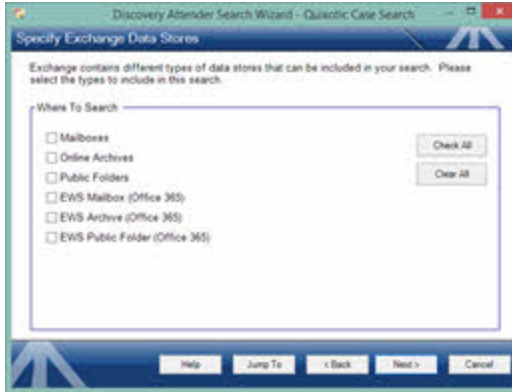 Discovery Attender Search Wizard - Quixotic Case Search
Specify Exchange Data Stores
Exchange contains different types of data stores that can be included in your search. Please
select the types to include in this search.
Where To Search
Mailboxes
Check All
Online Archives
Public Folders
Clear All
EWS Mailbox (Office 365)
EWS Archive (Office 365)
EWS Public Folder (Office 365)
Help Jump To < Back Next > Cancel